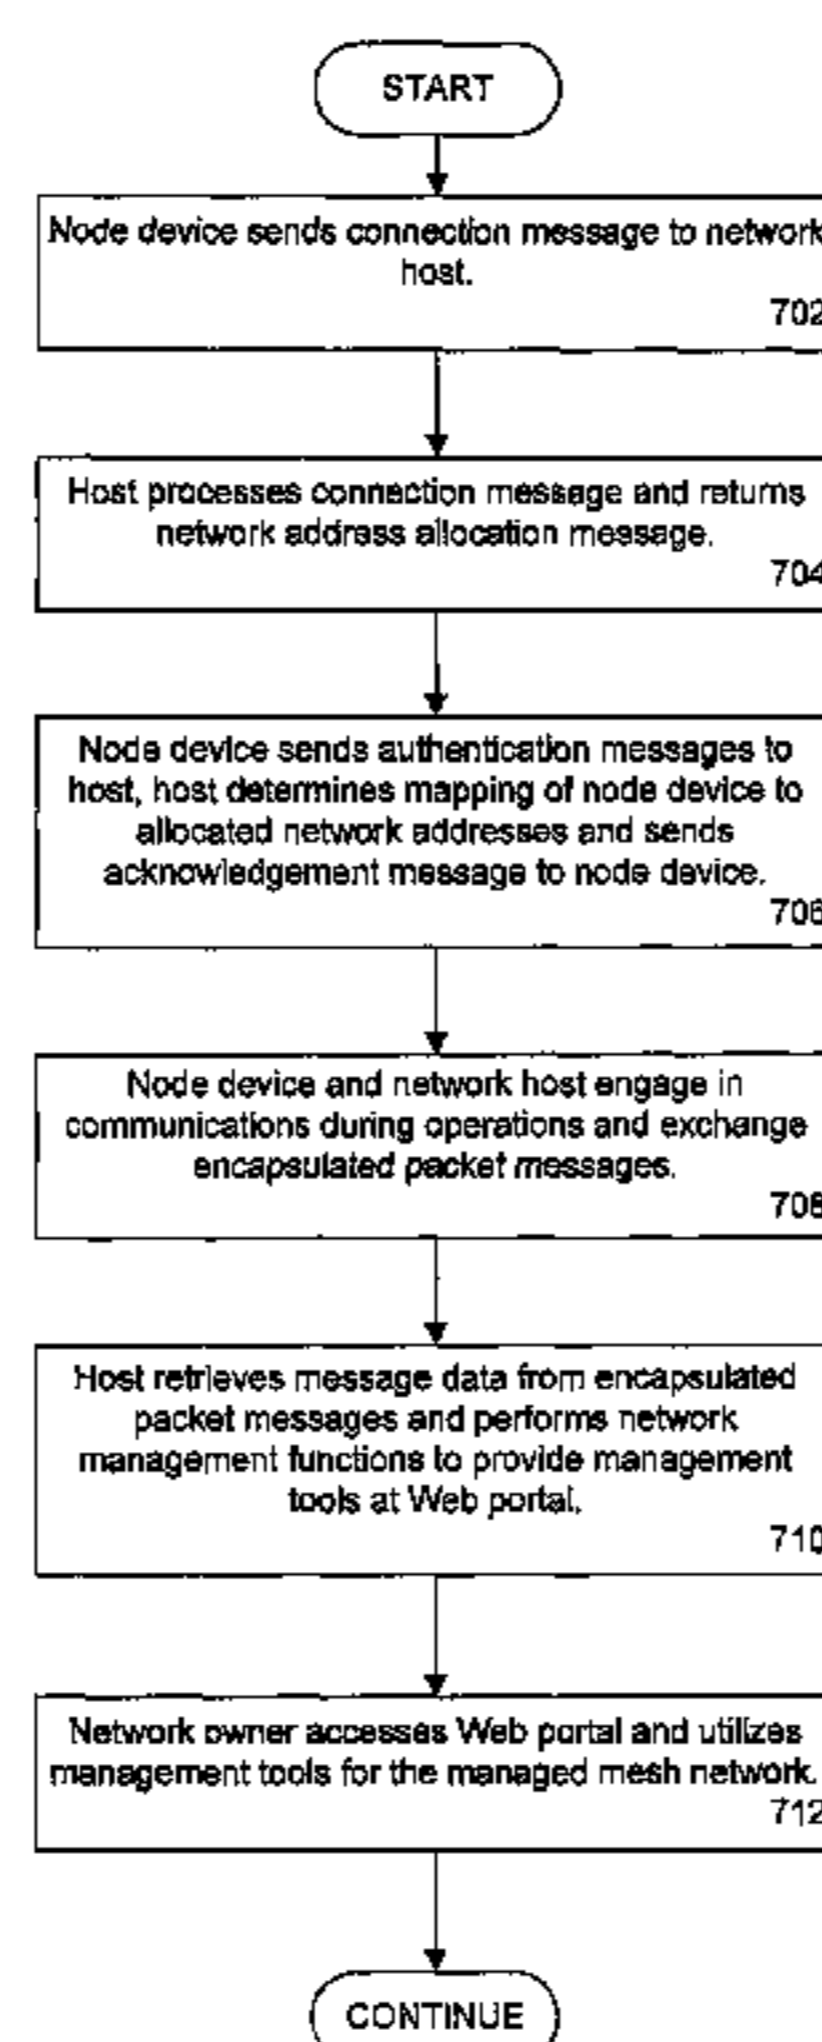 START
Node device sends connection message to network
host.
702
Host processes connection message and returns
network address allocation message.
704
Node device sends authentication messages to
host, host determines mapping of node device to
allocated network addresses and sends
acknowledgement message to node device.
706
Node device and network host engage in
communications during operations and exchange
encapsulated packet messages.
708
Host retrieves message data from encapsulated
packet messages and performs network
management functions to provide management
tools at Web portal.
710
Network owner accesses Web portal and utilizes
management tools for the managed mesh network.
712
CONTINUE